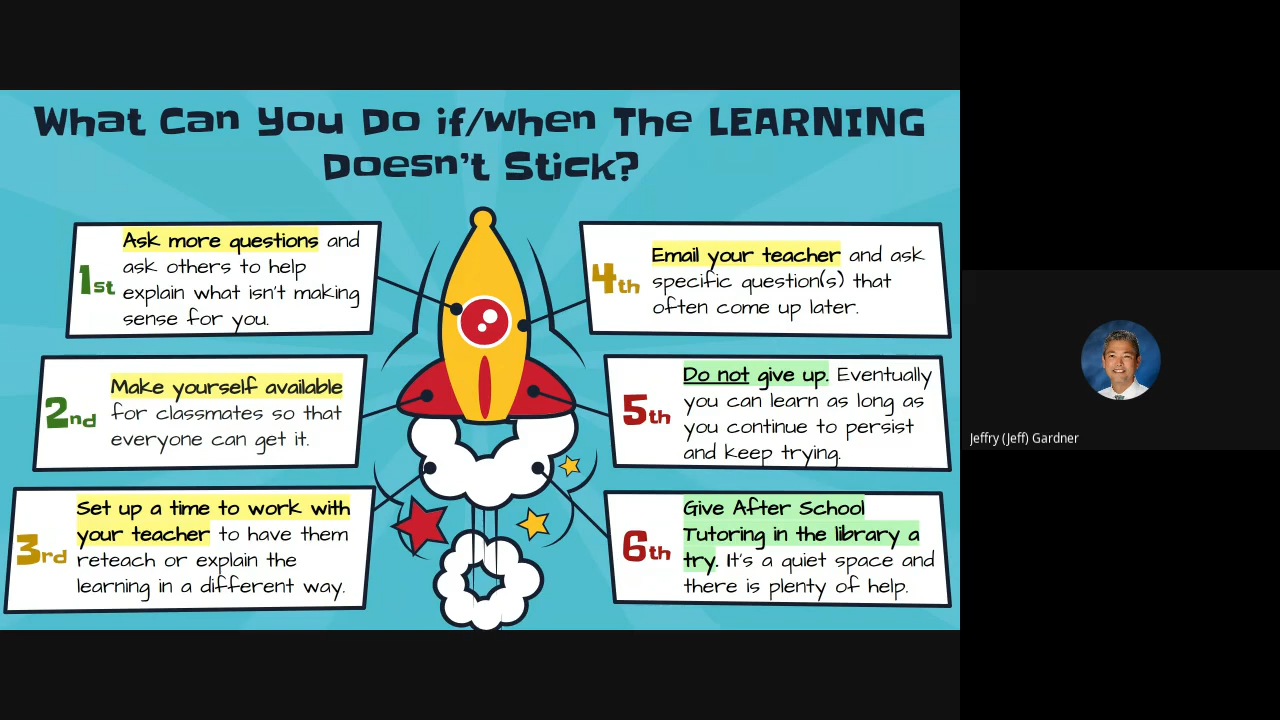 What Can You Do if/when The LEARNING
Doesn't Stick?
1st
Ask more questions and
ask others to help
explain what isn't making
sense for you.
2nd
Make yourself available
for classmates so that
everyone can get it.
3rd
Set up a time to work with
your teacher to have them
reteach or explain the
learning in a different way.
4th
Email your teacher and ask
specific question(s) that
often come up later.
5th
Do not give up. Eventually
you can learn as long as
you continue to persist
and keep trying.
6th
Give After School
Tutoring in the library a
try. It's a quiet space and
there is plenty of help.
Jeffry (Jeff) Gardner